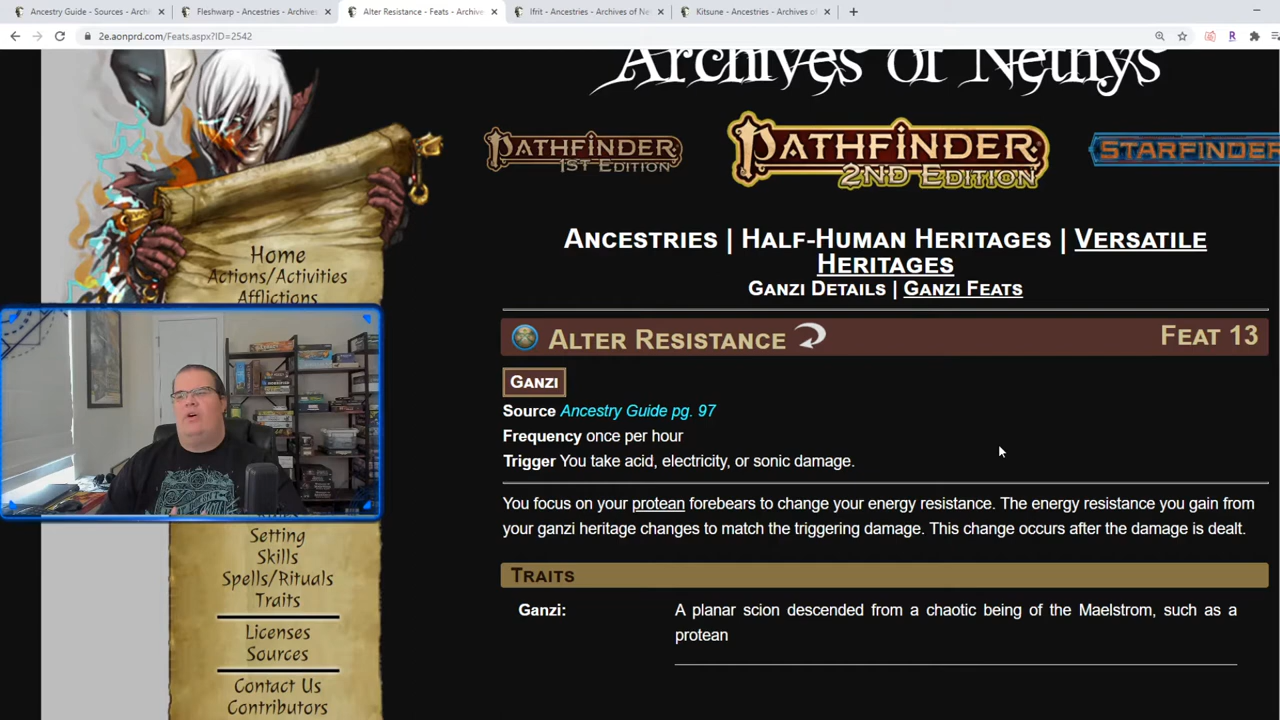 Ancestry Guide - Sources - Archi
Fleshwarp - Ancestries - Archives
Alter Resistance - Feats - Archive
Ifrit - Ancestries - Archives of Ne
Kitsune - Ancestries - Archives of
2e.aonprd.com/Feats.aspx?ID=2542
Archives of Nethys
PATHFINDER
1ST EDITION
PATHFINDER
2ND EDITION
STARFINDER
ANCESTRIES | HALF-HUMAN HERITAGES | VERSATILE
HERITAGES
GANZI DETAILS | GANZI FEATS
Home
Actions/Activities
Afflictions
ALTER RESISTANCE
FEAT 13
GANZI
Source Ancestry Guide pg. 97
Frequency once per hour
Trigger You take acid, electricity, or sonic damage.
You focus on your protean forebears to change your energy resistance. The energy resistance you gain from
your ganzi heritage changes to match the triggering damage. This change occurs after the damage is dealt.
TRAITS
Ganzi:
A planar scion descended from a chaotic being of the Maelstrom, such as a
protean
Setting
Skills
Spells/Rituals
Traits
Licenses
Sources
Contact Us
Contributors